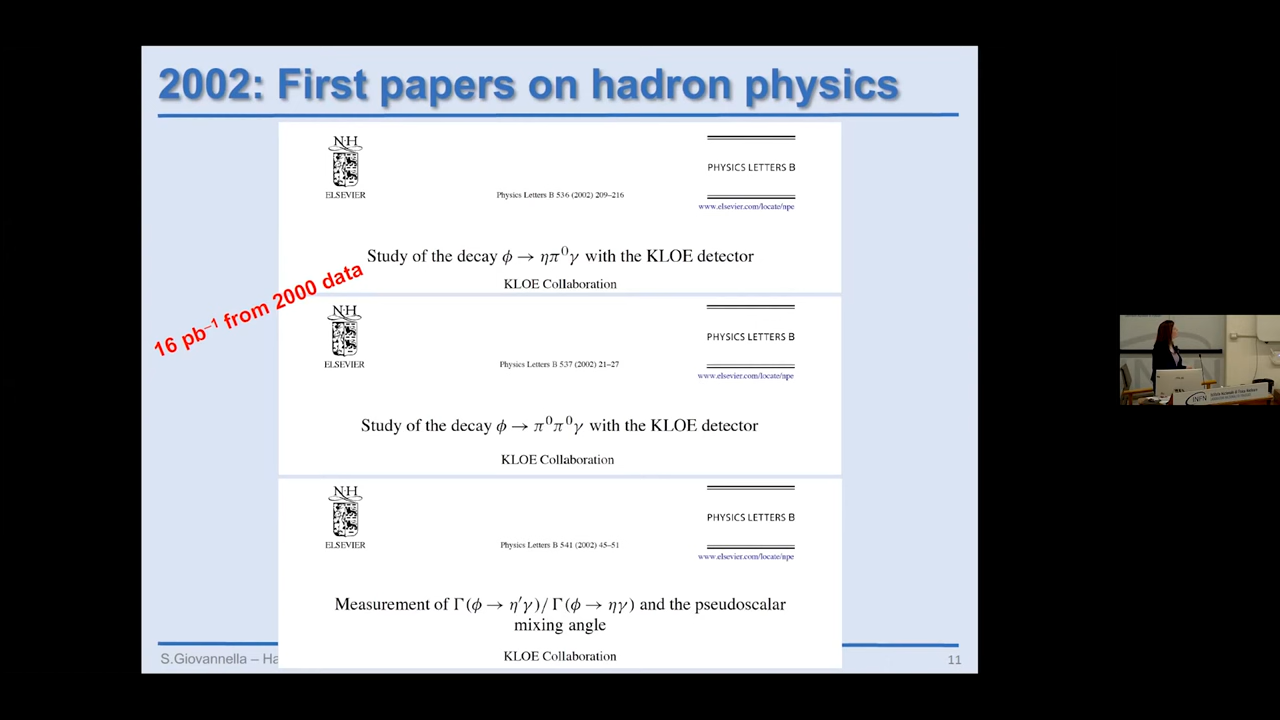 2002: First papers on hadron physics
NH
ELSEVIER
PHYSICS LETTERS B
Physics Letters B 536 (2002) 209–216
www.elsevier.com/locate/npe
Study of the decay ϕ → ηπ⁰γ with the KLOE detector
KLOE Collaboration
16 pb⁻¹ from 2000 data
NH
ELSEVIER
PHYSICS LETTERS B
Physics Letters B 537 (2002) 21–27
www.elsevier.com/locate/npe
Study of the decay ϕ → π⁰π⁰γ with the KLOE detector
KLOE Collaboration
NH
ELSEVIER
PHYSICS LETTERS B
Physics Letters B 541 (2002) 45–51
www.elsevier.com/locate/npe
Measurement of Γ(ϕ → η′γ)/Γ(ϕ → ηγ) and the pseudoscalar
mixing angle
KLOE Collaboration
S.Giovannella – Ha
11
INFN